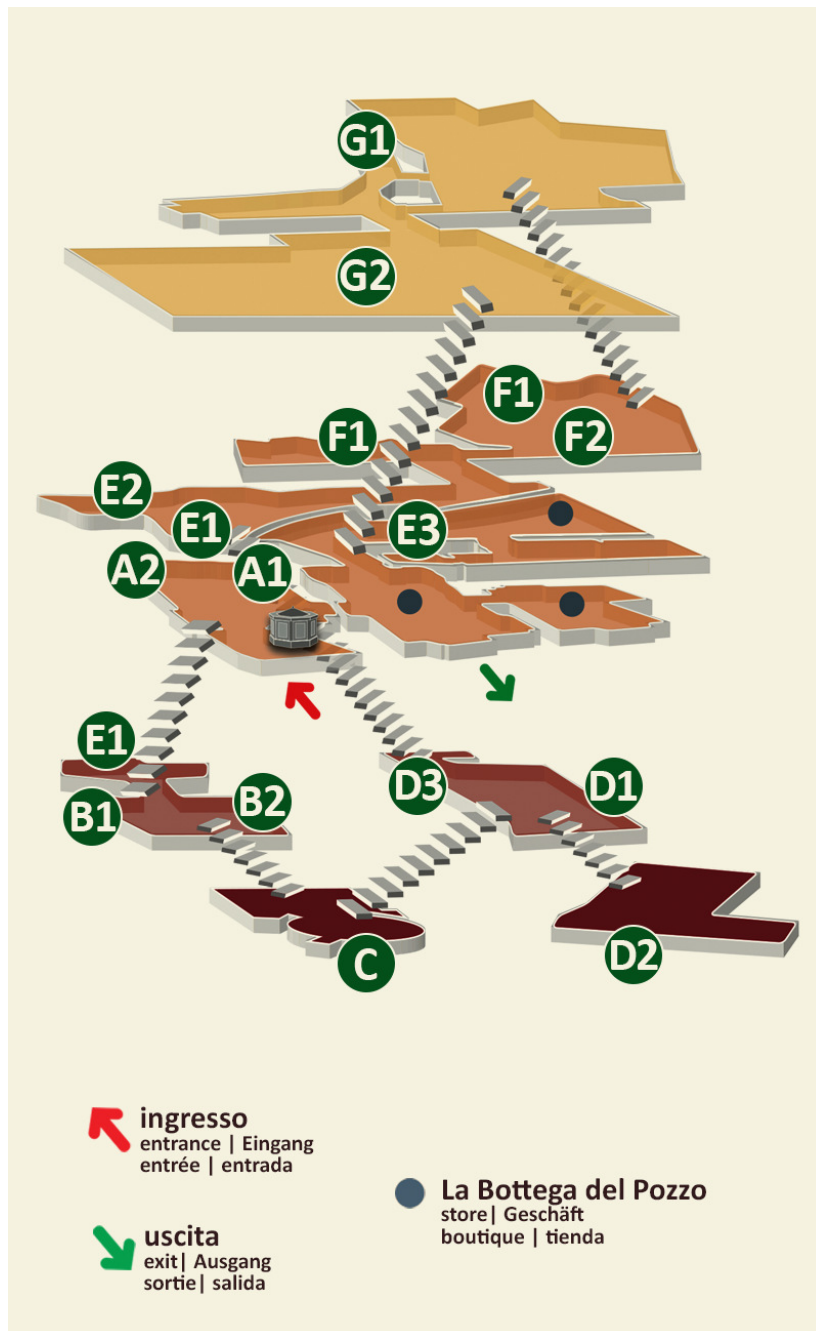 G1
G2
F1
F1
F2
E2
E1
E3
A2
A1
E1
D3
D1
B1
B2
C
D2
ingresso
entrance | Eingang
entrée | entrada
La Bottega del Pozzo
store| Geschäft
boutique | tienda
uscita
exit| Ausgang
sortie| salida